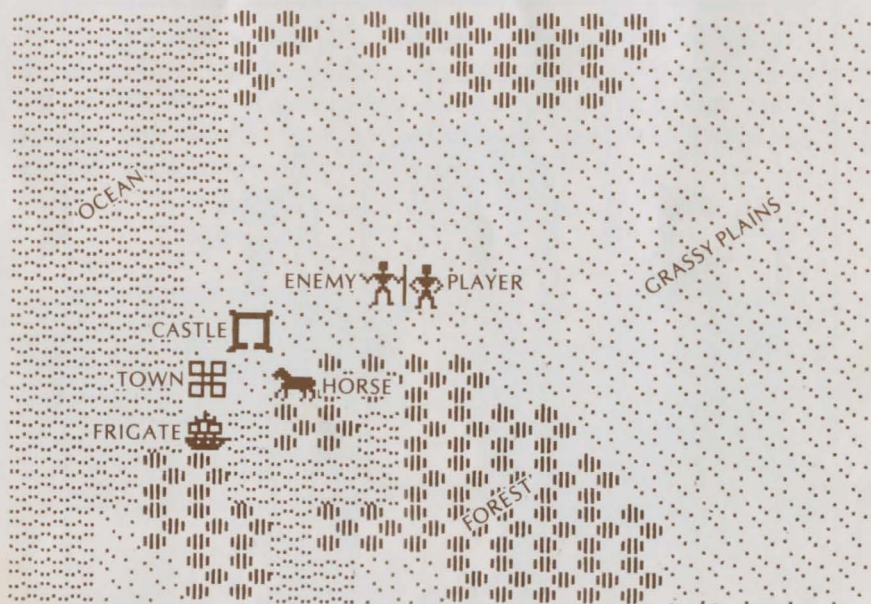 OCEAN
GRASSY PLAINS
ENEMY PLAYER
CASTLE
TOWN HORSE
FRIGATE
FOREST